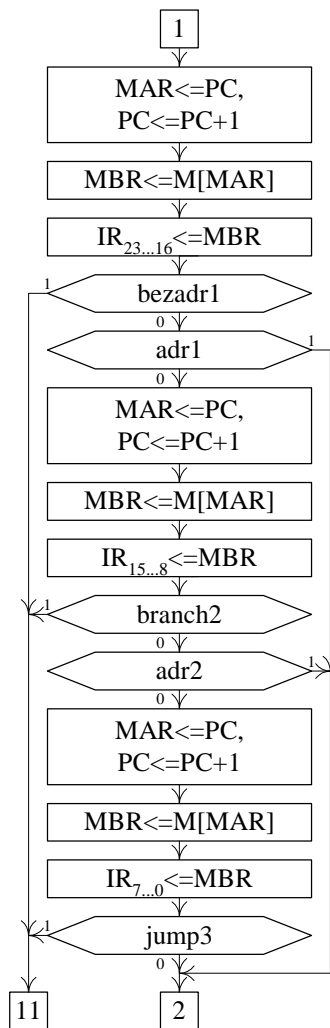 1
MAR<=PC,
PC<=PC+1
MBR<=M[MAR]
IR23...16<=MBR
1 bezadr1
0
adr1 1
0
MAR<=PC,
PC<=PC+1
MBR<=M[MAR]
IR15...8<=MBR
1 branch2
0
adr2 1
0
MAR<=PC,
PC<=PC+1
MBR<=M[MAR]
IR7...0<=MBR
1 jump3
0
11 2